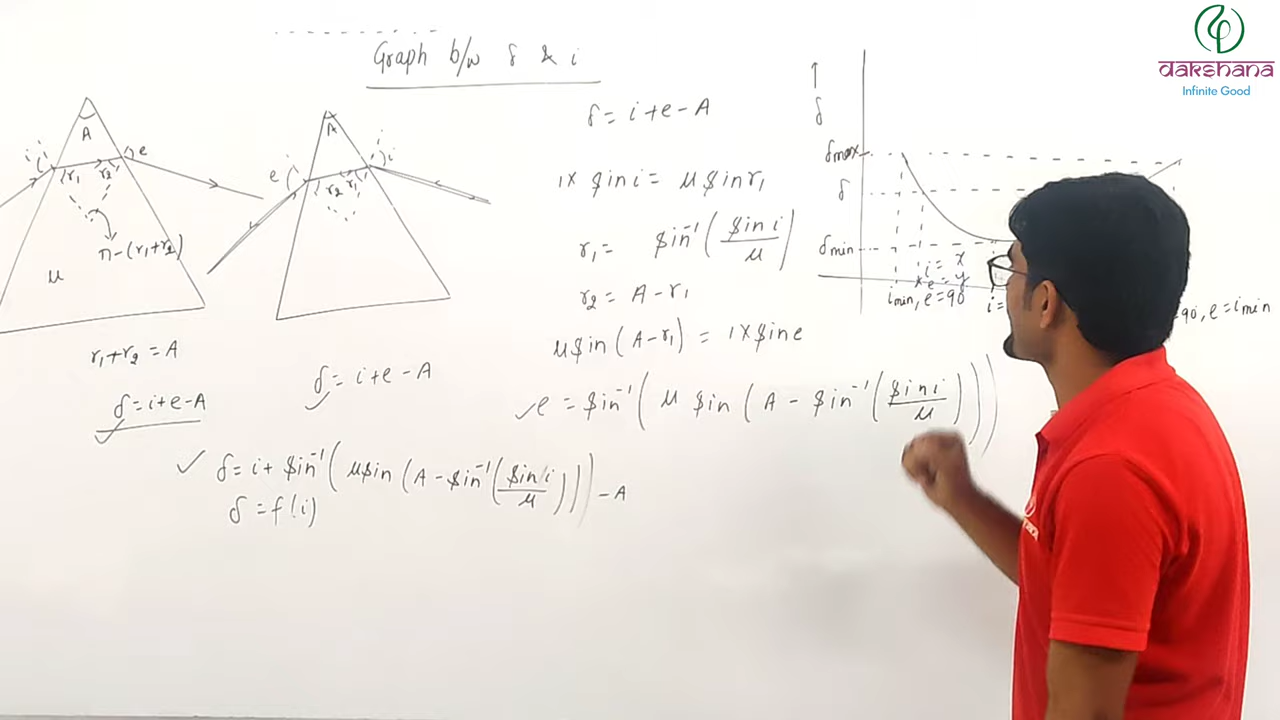 Graph b/w δ & i
dakshana
Infinite Good
A
i
r₁
r₂
e
π-(r₁+r₂)
μ
r₁+r₂ = A
δ = i+e-A
A
e
i
r₂
r₁
δ = i+e-A
δ = i+sin⁻¹(μsin(A-sin⁻¹(sin i/μ)))-A
δ = f(i)
δ = i+e-A
1× sin i = μ sin r₁
r₁ = sin⁻¹(sin i/μ)
r₂ = A-r₁
μsin(A-r₁) = 1×sin e
e = sin⁻¹(μ sin(A - sin⁻¹(sin i/μ)))
↑
δ
δmax
δ
δmin
i = x
e = y
imin, e = 90
i =
90, e = imin